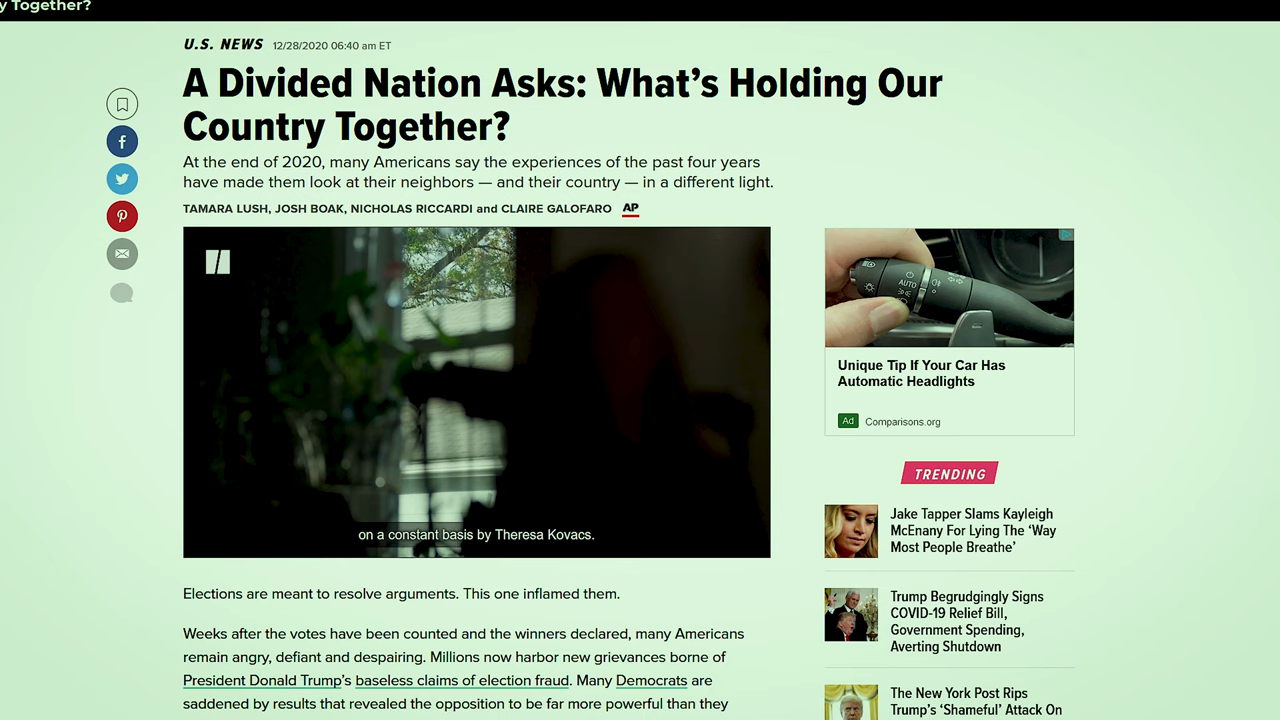 y Together?
U.S. NEWS 12/28/2020 06:40 am ET
A Divided Nation Asks: What’s Holding Our
Country Together?
At the end of 2020, many Americans say the experiences of the past four years
have made them look at their neighbors — and their country — in a different light.
TAMARA LUSH, JOSH BOAK, NICHOLAS RICCARDI and CLAIRE GALOFARO AP
on a constant basis by Theresa Kovacs.
Elections are meant to resolve arguments. This one inflamed them.
Weeks after the votes have been counted and the winners declared, many Americans
remain angry, defiant and despairing. Millions now harbor new grievances borne of
President Donald Trump’s baseless claims of election fraud. Many Democrats are
saddened by results that revealed the opposition to be far more powerful than they
AUTO
Unique Tip If Your Car Has
Automatic Headlights
Ad Comparisons.org
TRENDING
Jake Tapper Slams Kayleigh
McEnany For Lying The ‘Way
Most People Breathe’
Trump Begrudgingly Signs
COVID-19 Relief Bill,
Government Spending,
Averting Shutdown
The New York Post Rips
Trump’s ‘Shameful’ Attack On